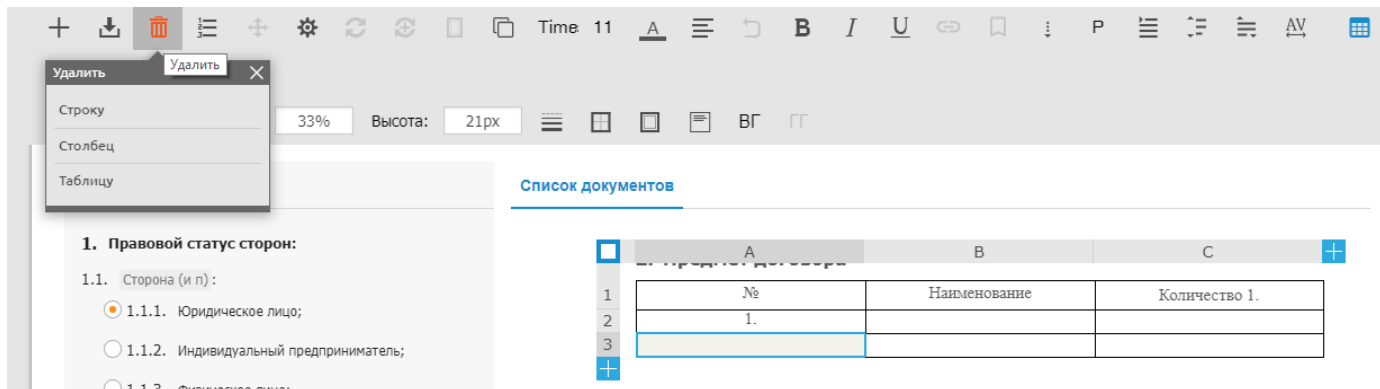 Time 11 A B I U P AV
Удалить
Удалить
Строку
33% Высота: 21px ВГ ГГ
Столбец
Таблицу
Список документов
1. Правовой статус сторон:
A B C
1.1. Сторона (и п) :
1 № Наименование Количество 1.
1.1.1. Юридическое лицо;
2 1.
3
1.1.2. Индивидуальный предприниматель;